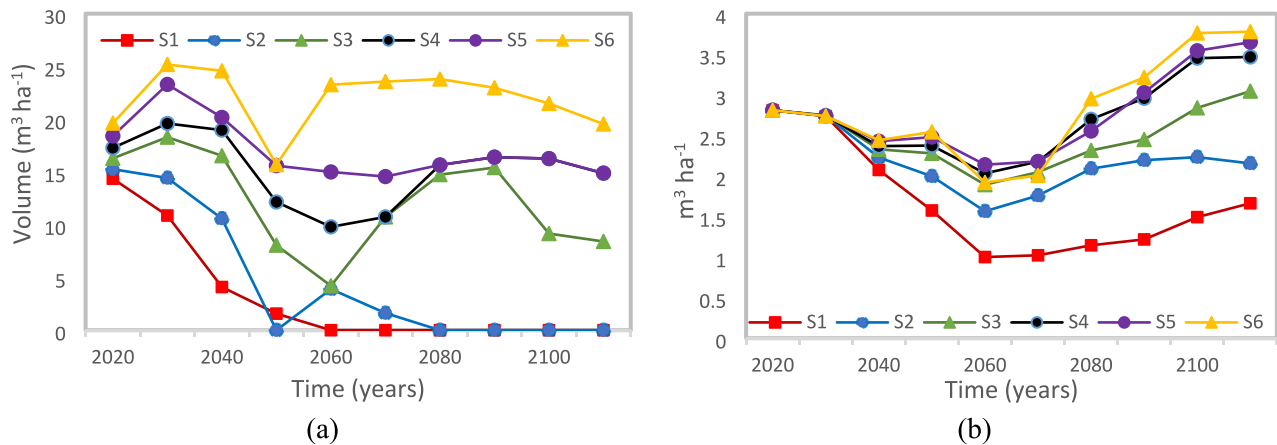 30
25
20
15
10
5
0
Volume (m³ ha⁻¹)
S1 S2 S3 S4 S5 S6
2020 2040 2060 2080 2100
Time (years)
(a)
4
3.5
3
2.5
2
1.5
1
0.5
0
m³ ha⁻¹
S1 S2 S3 S4 S5 S6
2020 2040 2060 2080 2100
Time (years)
(b)